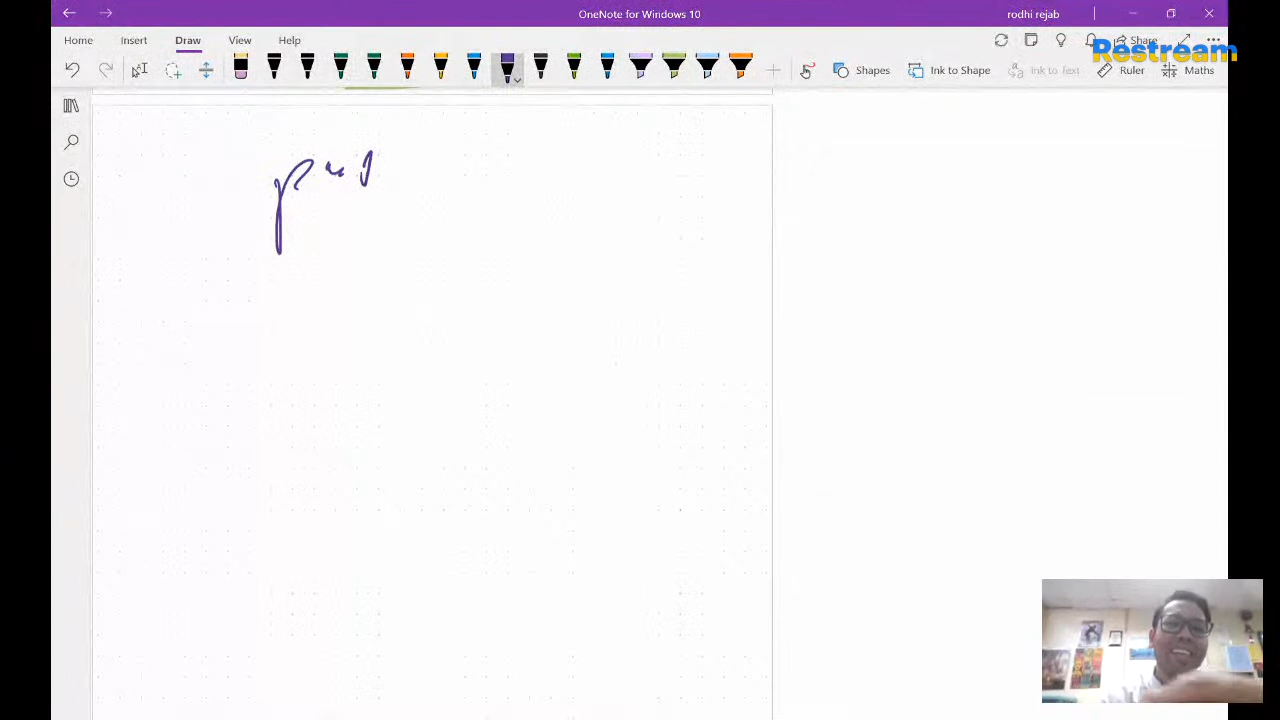 OneNote for Windows 10
rodhi rejab
Home Insert Draw View Help
Share
Restream
Shapes Ink to Shape Ink to Text Ruler Maths